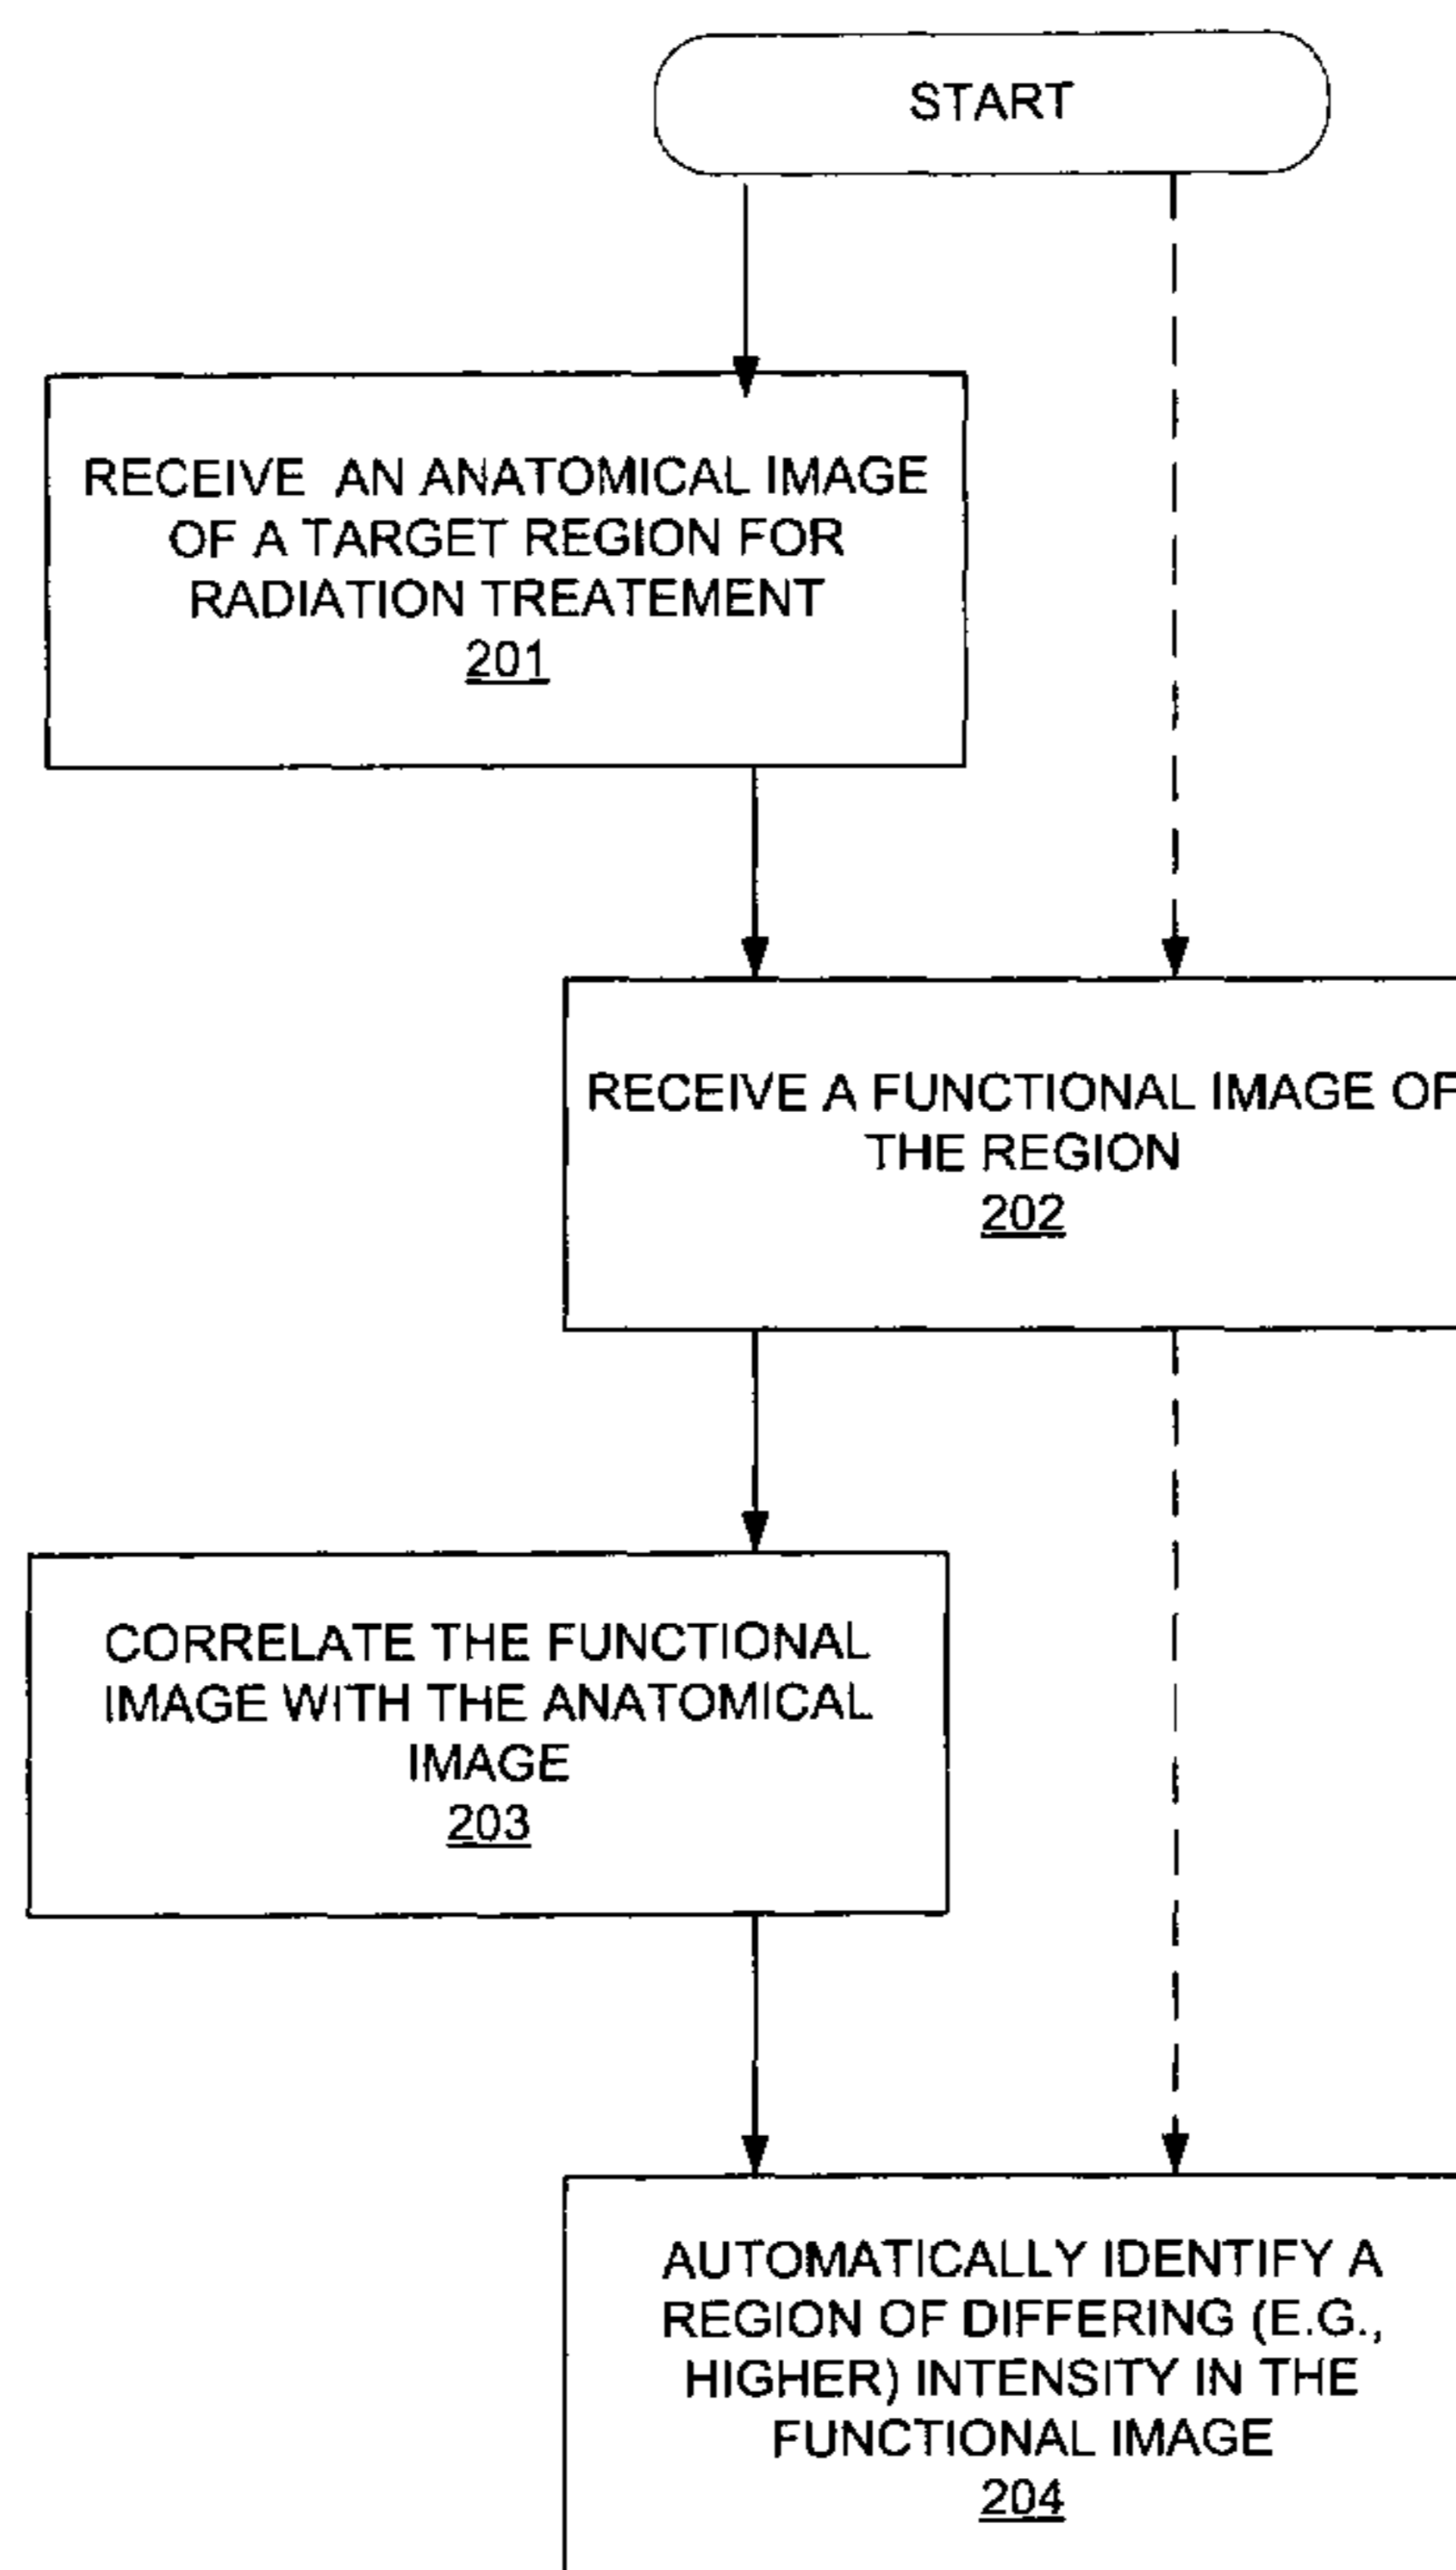 START
RECEIVE AN ANATOMICAL IMAGE
OF A TARGET REGION FOR
RADIATION TREATEMENT
201
RECEIVE A FUNCTIONAL IMAGE OF
THE REGION
202
CORRELATE THE FUNCTIONAL
IMAGE WITH THE ANATOMICAL
IMAGE
203
AUTOMATICALLY IDENTIFY A
REGION OF DIFFERING (E.G.,
HIGHER) INTENSITY IN THE
FUNCTIONAL IMAGE
204